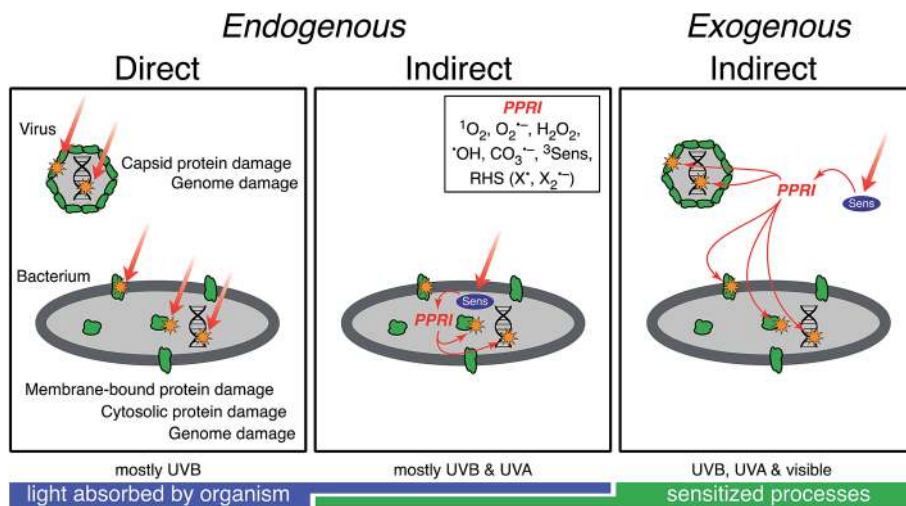 Endogenous
Exogenous
Direct
Indirect
Indirect
Virus
Capsid protein damage
Genome damage
Bacterium
Membrane-bound protein damage
Cytosolic protein damage
Genome damage
PPRI
¹O₂, O₂•–, H₂O₂,
•OH, CO₃•–, ³Sens,
RHS (X•, X₂•–)
Sens
PPRI
PPRI
Sens
mostly UVB
mostly UVB & UVA
UVB, UVA & visible
light absorbed by organism
sensitized processes